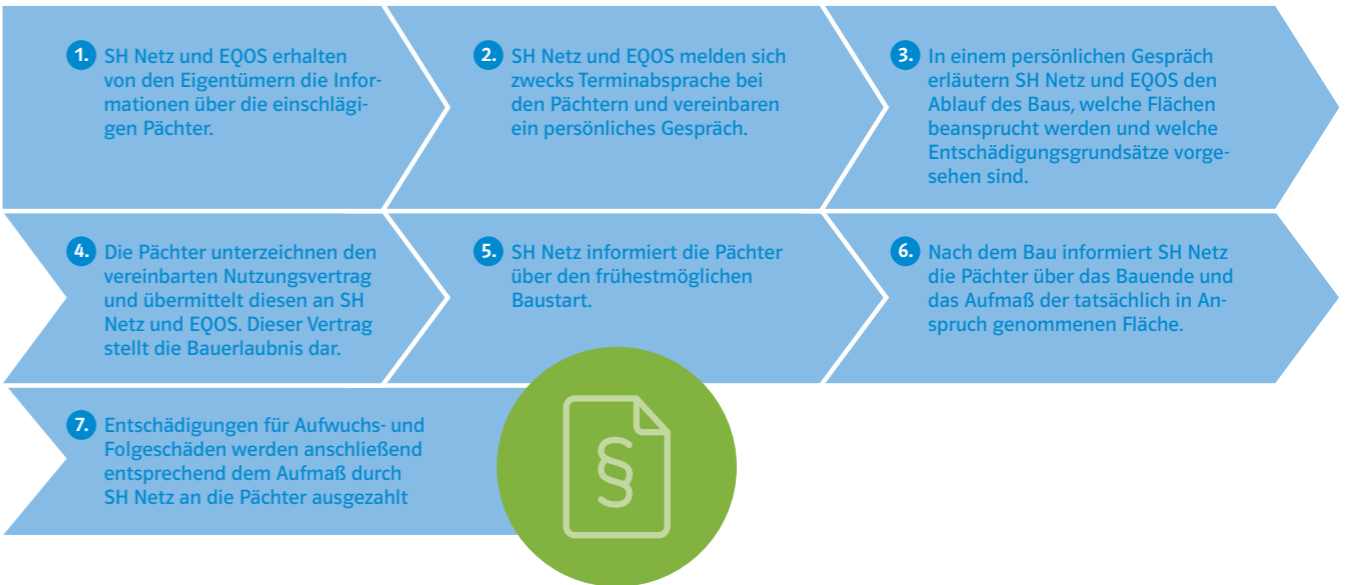 1. SH Netz und EQOS erhalten
von den Eigentümern die Infor-
mationen über die einschlägi-
gen Pächter.
2. SH Netz und EQOS melden sich
zwecks Terminabsprache bei
den Pächtern und vereinbaren
ein persönliches Gespräch.
3. In einem persönlichen Gespräch
erläutern SH Netz und EQOS den
Ablauf des Baus, welche Flächen
beansprucht werden und welche
Entschädigungsgrundsätze vorge-
sehen sind.
4. Die Pächter unterzeichnen den
vereinbarten Nutzungsvertrag
und übermittelt diesen an SH
Netz und EQOS. Dieser Vertrag
stellt die Bauerlaubnis dar.
5. SH Netz informiert die Pächter
über den frühestmöglichen
Baustart.
6. Nach dem Bau informiert SH Netz
die Pächter über das Bauende und
das Aufmaß der tatsächlich in An-
spruch genommenen Fläche.
7. Entschädigungen für Aufwuchs- und
Folgeschäden werden anschließend
entsprechend dem Aufmaß durch
SH Netz an die Pächter ausgezahlt
§